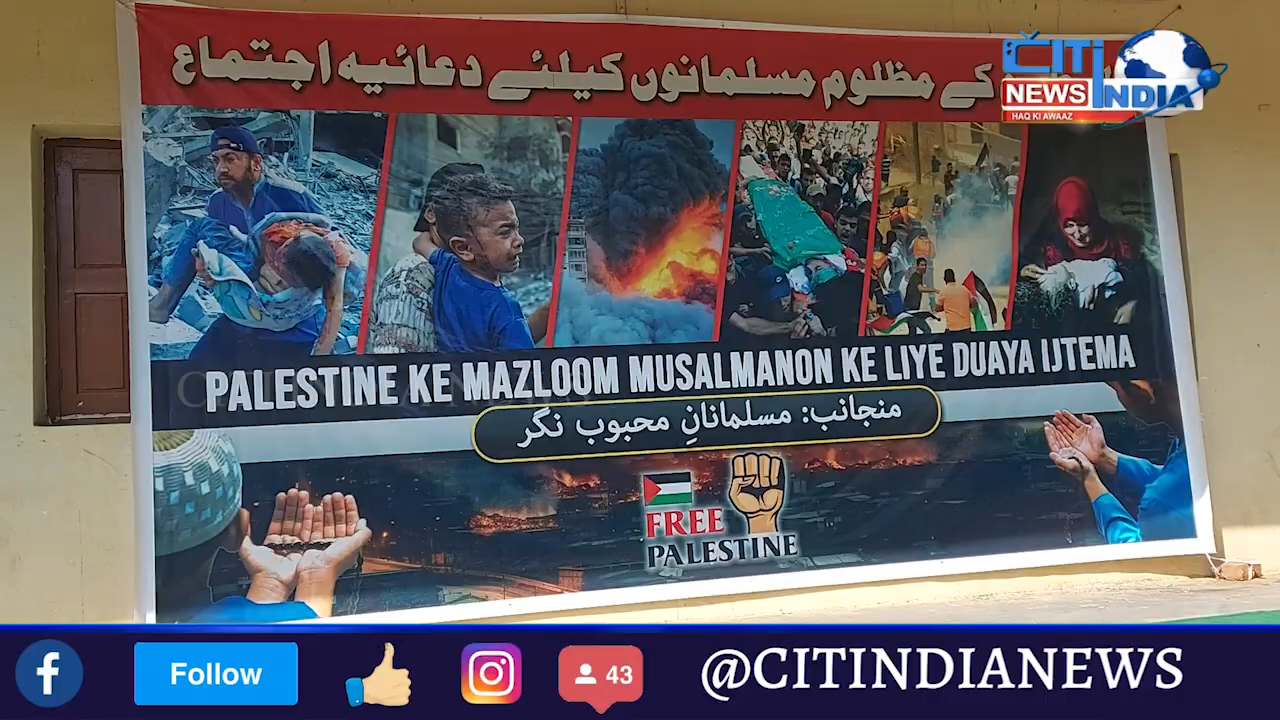 کے مظلوم مسلمانوں کیلئے دعائیہ اجتماع
CITI
NEWS INDIA
HAQ KI AWAAZ
PALESTINE KE MAZLOOM MUSALMANON KE LIYE DUAYA IJTEMA
منجانب: مسلمانانِ محبوب نگر
FREE
PALESTINE
Follow
43
@CITINDIANEWS